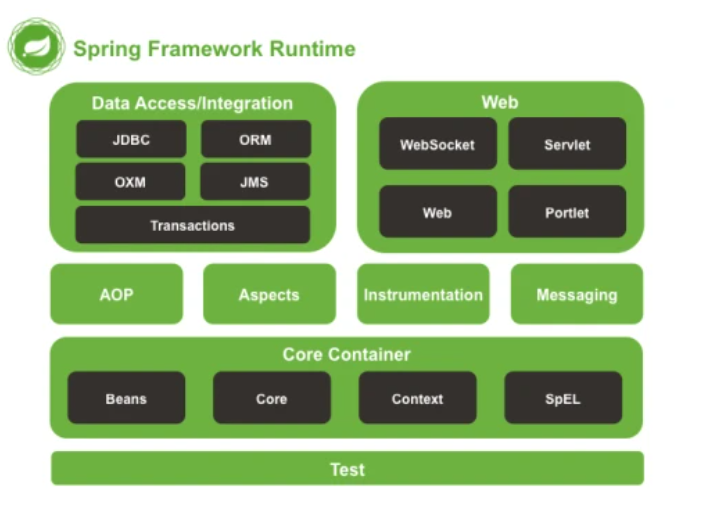 Spring Framework Runtime
Data Access/Integration
JDBC
ORM
OXM
JMS
Transactions
Web
WebSocket
Servlet
Web
Portlet
AOP
Aspects
Instrumentation
Messaging
Core Container
Beans
Core
Context
SpEL
Test